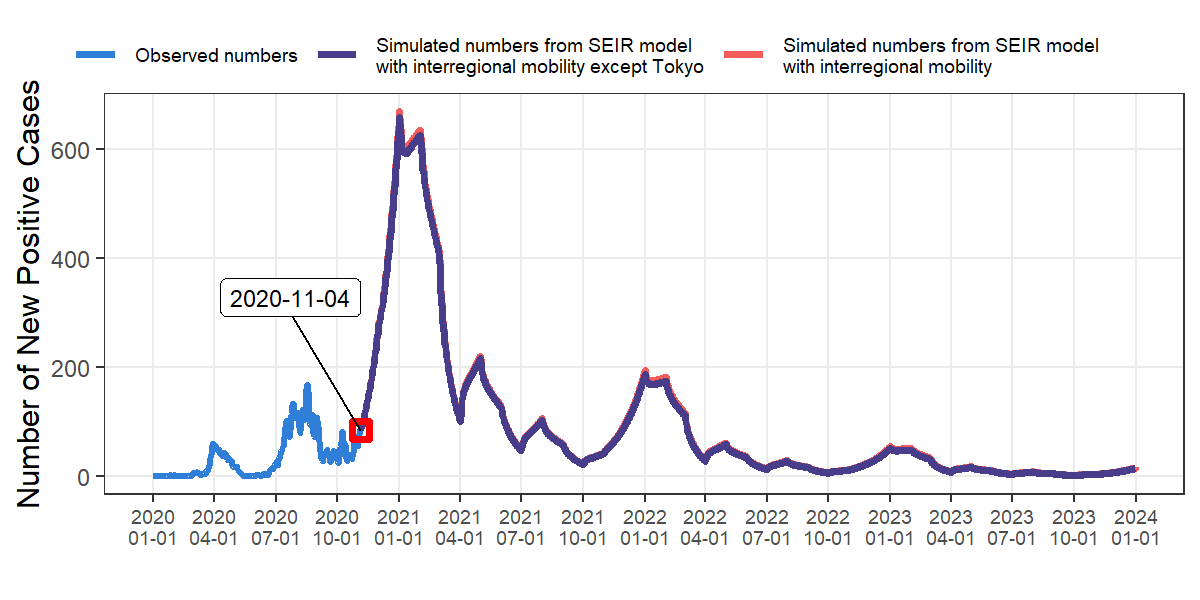 Observed numbers
Simulated numbers from SEIR model
with interregional mobility except Tokyo
Simulated numbers from SEIR model
with interregional mobility
Number of New Positive Cases
600
400
200
0
2020-11-04
2020 2020 2020 2020 2021 2021 2021 2021 2022 2022 2022 2022 2023 2023 2023 2023 2024
01-01 04-01 07-01 10-01 01-01 04-01 07-01 10-01 01-01 04-01 07-01 10-01 01-01 04-01 07-01 10-01 01-01